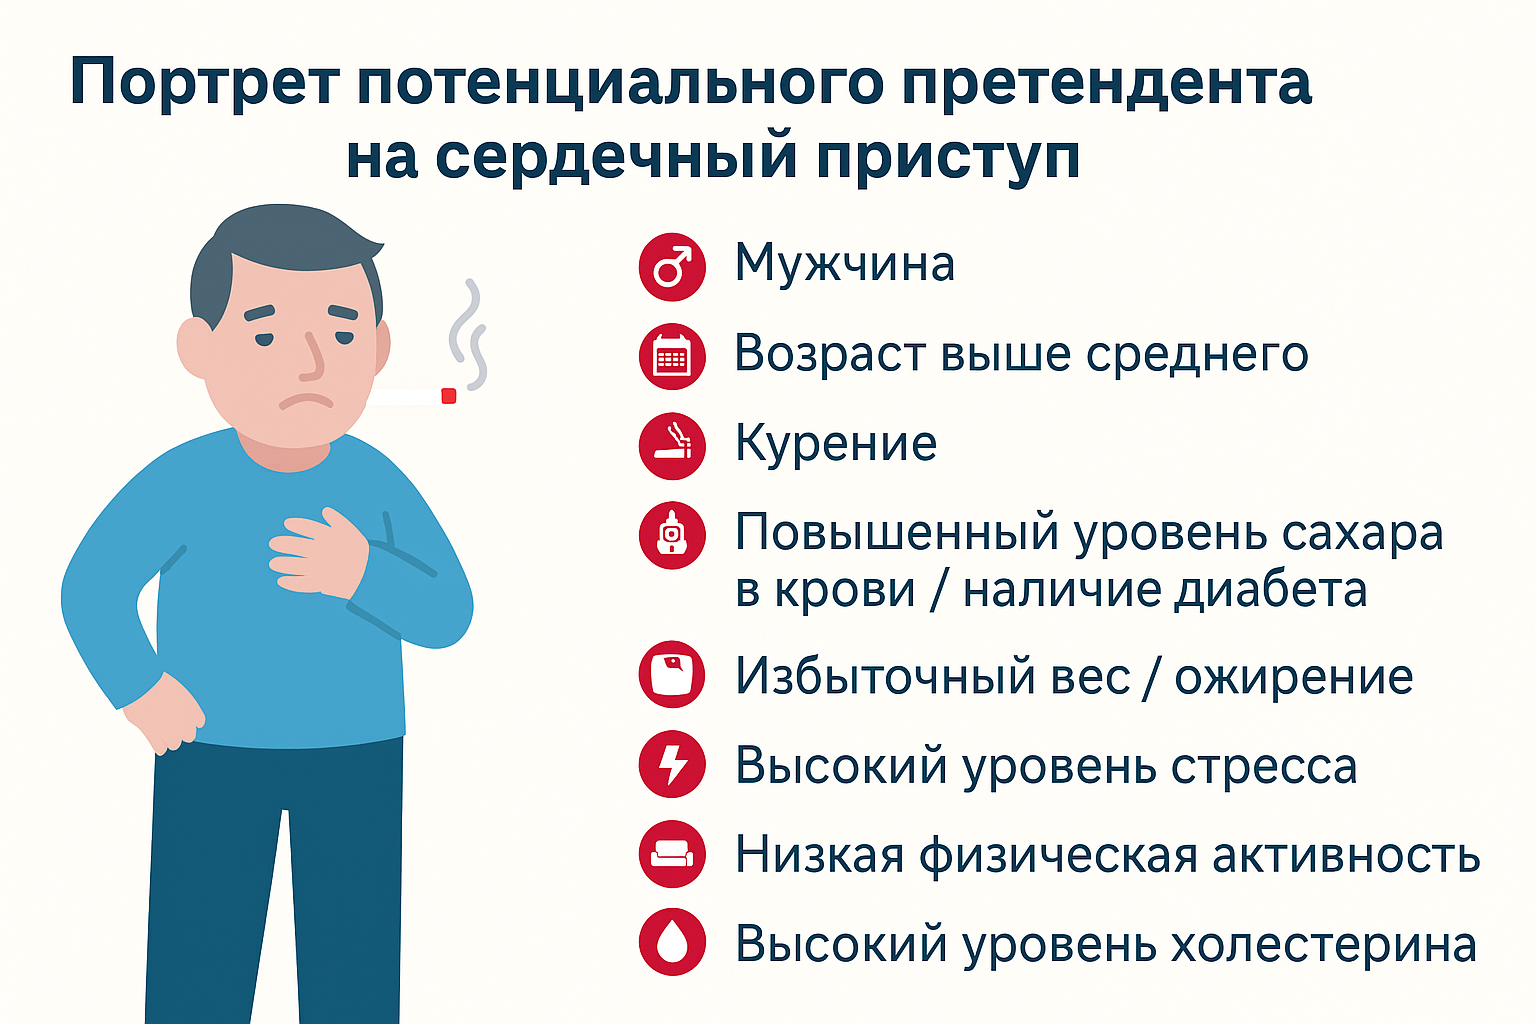 Портрет потенциального претендента
на сердечный приступ
Мужчина
Возраст выше среднего
Курение
Повышенный уровень сахара
в крови / наличие диабета
Избыточный вес / ожирение
Высокий уровень стресса
Низкая физическая активность
Высокий уровень холестерина